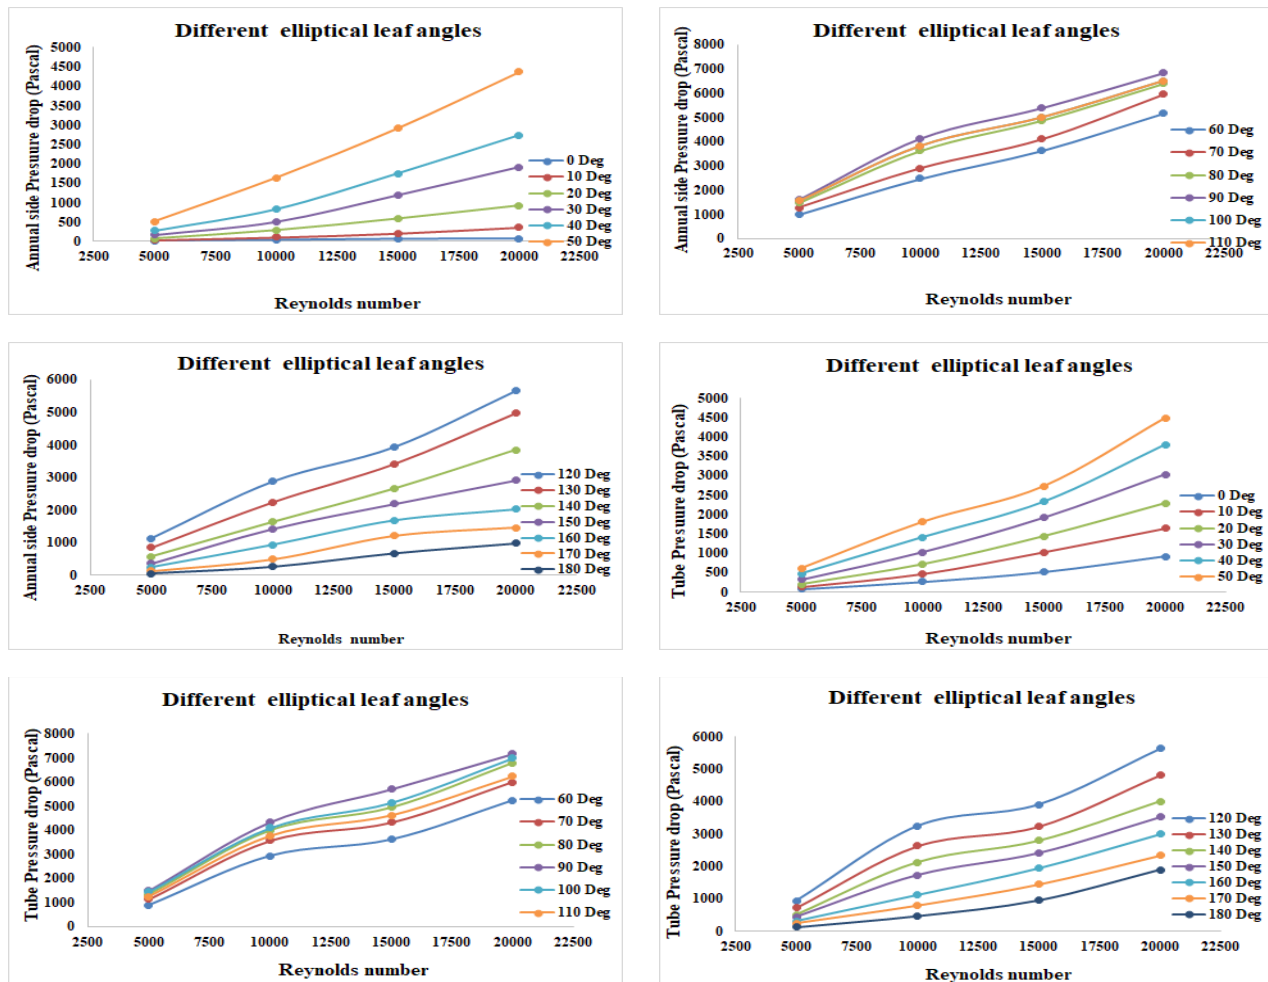 Different elliptical leaf angles
Annual side Presuure drop (Pascal)
5000
4500
4000
3500
3000
2500
2000
1500
1000
500
0
2500 5000 7500 10000 12500 15000 17500 20000 22500
Reynolds number
0 Deg
10 Deg
20 Deg
30 Deg
40 Deg
50 Deg
Different elliptical leaf angles
Annual side Presuure drop (Pascal)
8000
7000
6000
5000
4000
3000
2000
1000
0
2500 5000 7500 10000 12500 15000 17500 20000 22500
Reynolds number
60 Deg
70 Deg
80 Deg
90 Deg
100 Deg
110 Deg
Different elliptical leaf angles
Annual side Presuure drop (Pascal)
6000
5000
4000
3000
2000
1000
0
2500 5000 7500 10000 12500 15000 17500 20000 22500
Reynolds number
120 Deg
130 Deg
140 Deg
150 Deg
160 Deg
170 Deg
180 Deg
Different elliptical leaf angles
Tube Pressure drop (Pascal)
5000
4500
4000
3500
3000
2500
2000
1500
1000
500
0
2500 5000 7500 10000 12500 15000 17500 20000 22500
Reynolds number
0 Deg
10 Deg
20 Deg
30 Deg
40 Deg
50 Deg
Different elliptical leaf angles
Tube Pressure drop (Pascal)
8000
7000
6000
5000
4000
3000
2000
1000
0
2500 5000 7500 10000 12500 15000 17500 20000 22500
Reynolds number
60 Deg
70 Deg
80 Deg
90 Deg
100 Deg
110 Deg
Different elliptical leaf angles
Tube Pressure drop (Pascal)
6000
5000
4000
3000
2000
1000
0
2500 5000 7500 10000 12500 15000 17500 20000 22500
Reynolds number
120 Deg
130 Deg
140 Deg
150 Deg
160 Deg
170 Deg
180 Deg